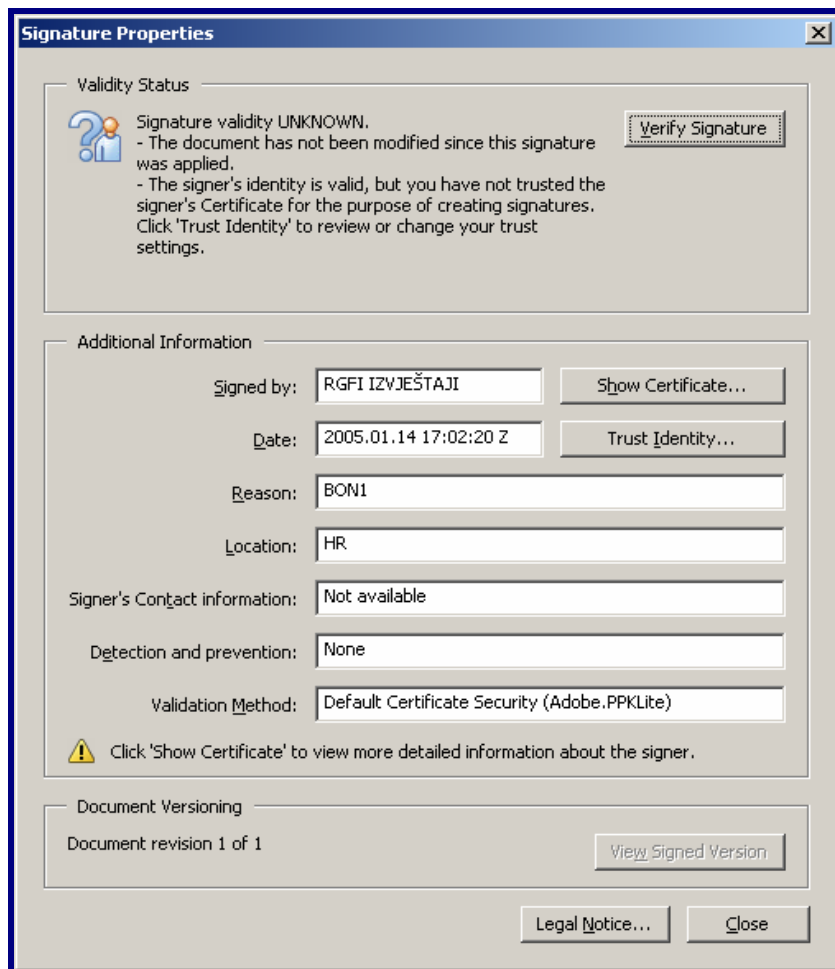 Signature Properties
Validity Status
Signature validity UNKNOWN.
- The document has not been modified since this signature
was applied.
- The signer's identity is valid, but you have not trusted the
signer's Certificate for the purpose of creating signatures.
Click 'Trust Identity' to review or change your trust
settings.
Verify Signature
Additional Information
Signed by: RGFI IZVJEŠTAJI Show Certificate...
Date: 2005.01.14 17:02:20 Z Trust Identity...
Reason: BON1
Location: HR
Signer's Contact information: Not available
Detection and prevention: None
Validation Method: Default Certificate Security (Adobe.PPKLite)
Click 'Show Certificate' to view more detailed information about the signer.
Document Versioning
Document revision 1 of 1 View Signed Version
Legal Notice... Close